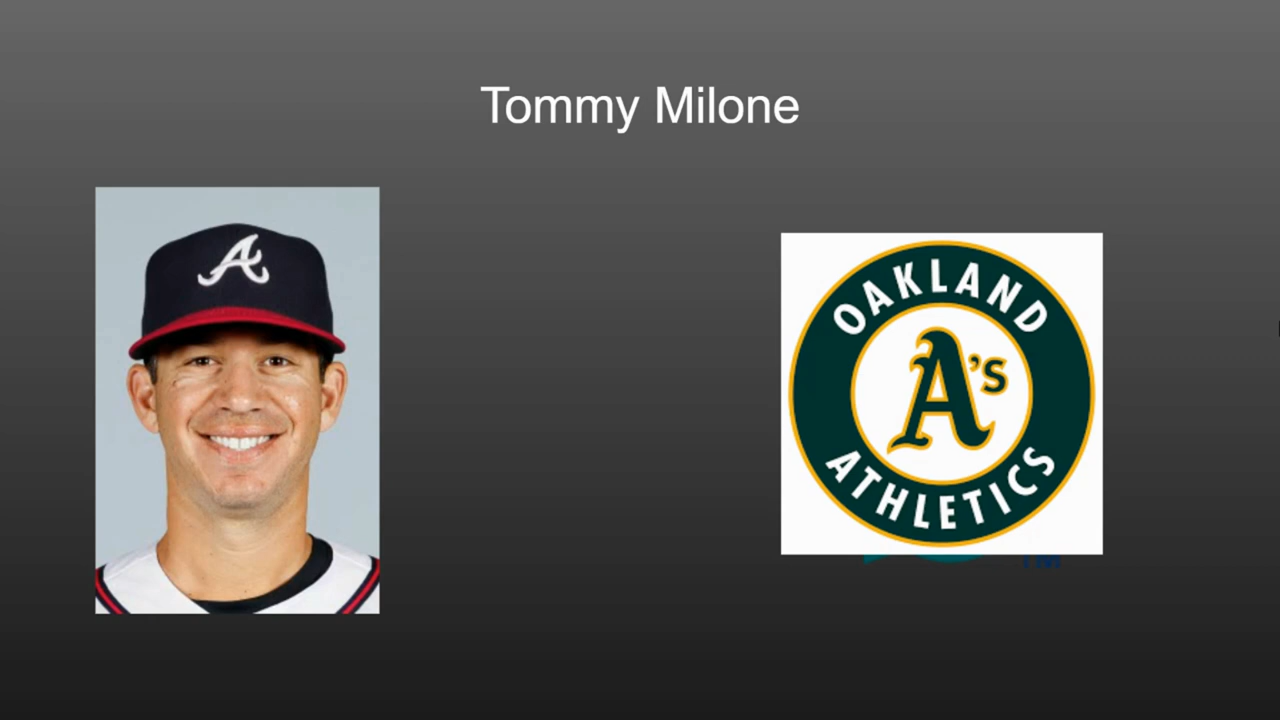 Tommy Milone
A
OAKLAND
A's
ATHLETICS